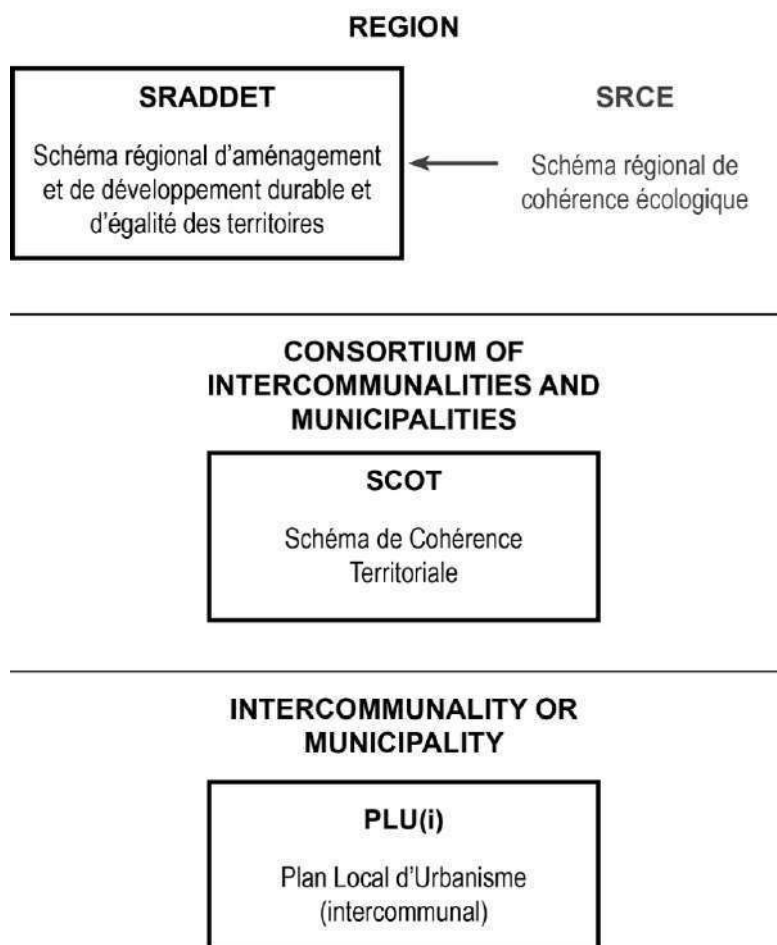 REGION
SRADDET
Schéma régional d'aménagement
et de développement durable et
d'égalité des territoires
SRCE
Schéma régional de
cohérence écologique
CONSORTIUM OF
INTERCOMMUNALITIES AND
MUNICIPALITIES
SCOT
Schéma de Cohérence
Territoriale
INTERCOMMUNALITY OR
MUNICIPALITY
PLU(i)
Plan Local d'Urbanisme
(intercommunal)